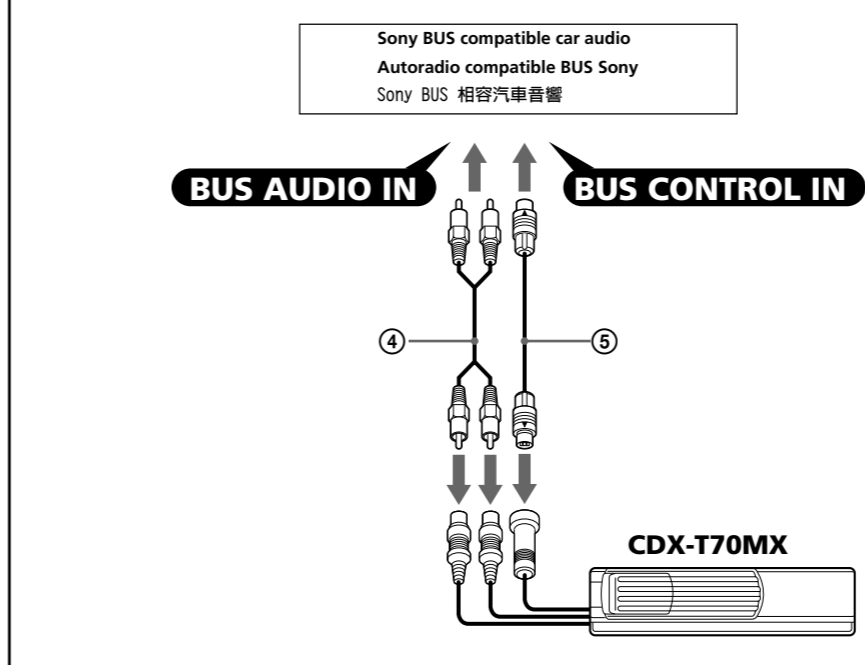 Sony BUS compatible car audio
Autoradio compatible BUS Sony
Sony BUS 相容汽車音響
BUS AUDIO IN
BUS CONTROL IN
④
⑤
CDX-T70MX